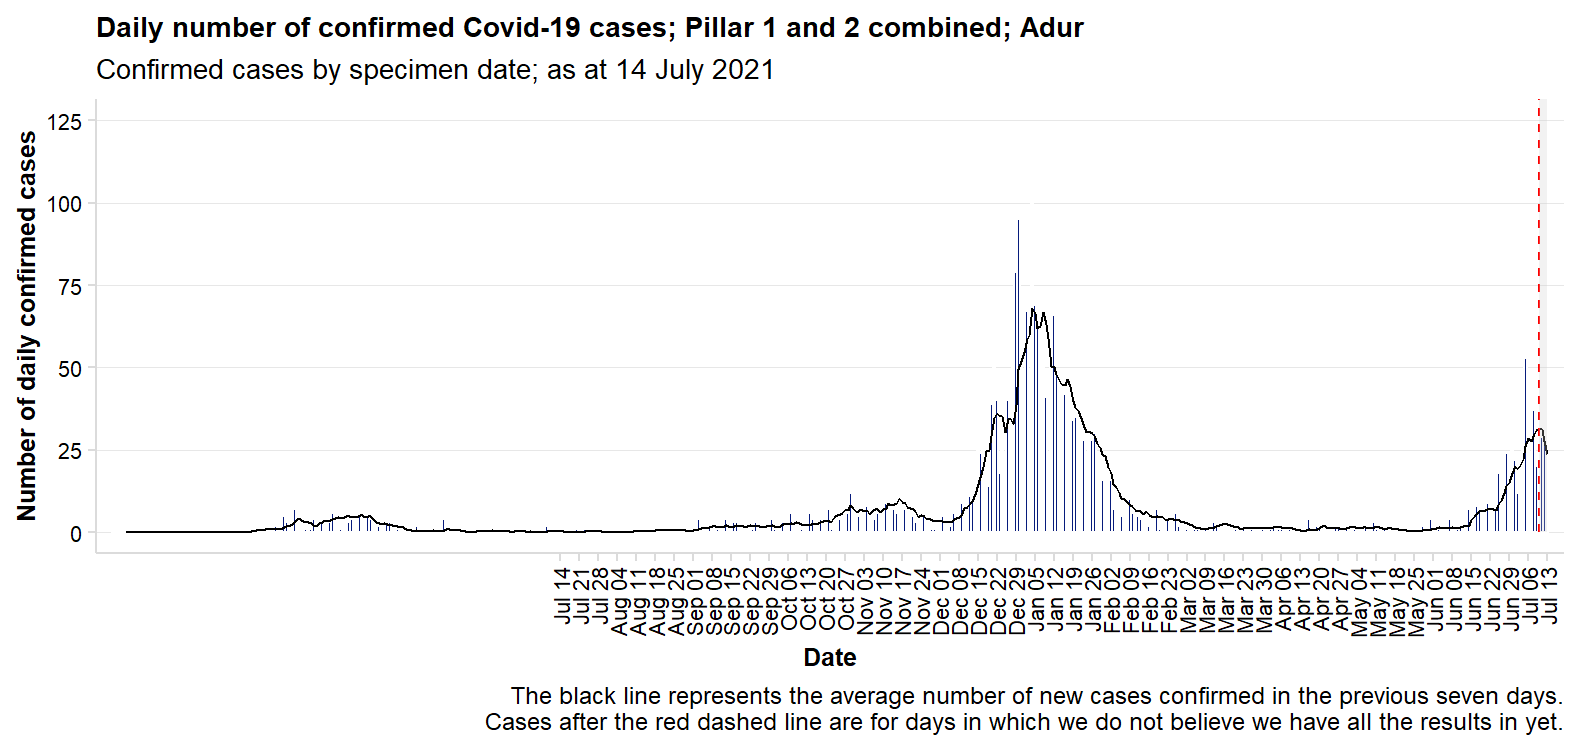 Daily number of confirmed Covid-19 cases; Pillar 1 and 2 combined; Adur
Confirmed cases by specimen date; as at 14 July 2021
Number of daily confirmed cases
125
100
75
50
25
0
Jul 14
Jul 21
Jul 28
Aug 04
Aug 11
Aug 18
Aug 25
Sep 01
Sep 08
Sep 15
Sep 22
Sep 29
Oct 06
Oct 13
Oct 20
Oct 27
Nov 03
Nov 10
Nov 17
Nov 24
Dec 01
Dec 08
Dec 15
Dec 22
Dec 29
Jan 05
Jan 12
Jan 19
Jan 26
Feb 02
Feb 09
Feb 16
Feb 23
Mar 02
Mar 09
Mar 16
Mar 23
Mar 30
Apr 06
Apr 13
Apr 20
Apr 27
May 04
May 11
May 18
May 25
Jun 01
Jun 08
Jun 15
Jun 22
Jun 29
Jul 06
Jul 13
Date
The black line represents the average number of new cases confirmed in the previous seven days.
Cases after the red dashed line are for days in which we do not believe we have all the results in yet.